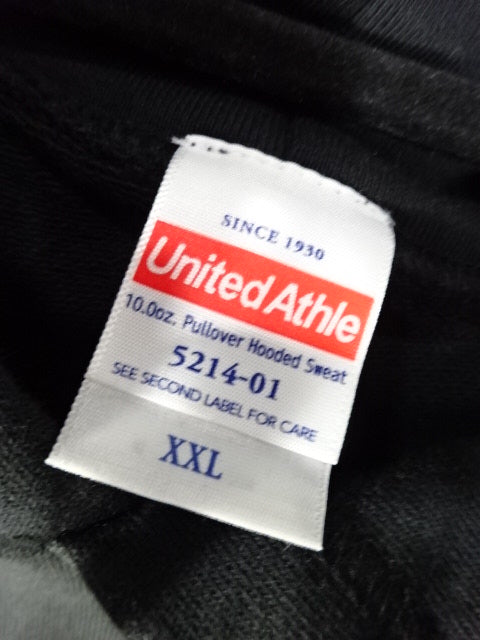 SINCE 1930
United Athle
10.0oz. Pullover Hooded Sweat
5214-01
SEE SECOND LABEL FOR CARE
XXL